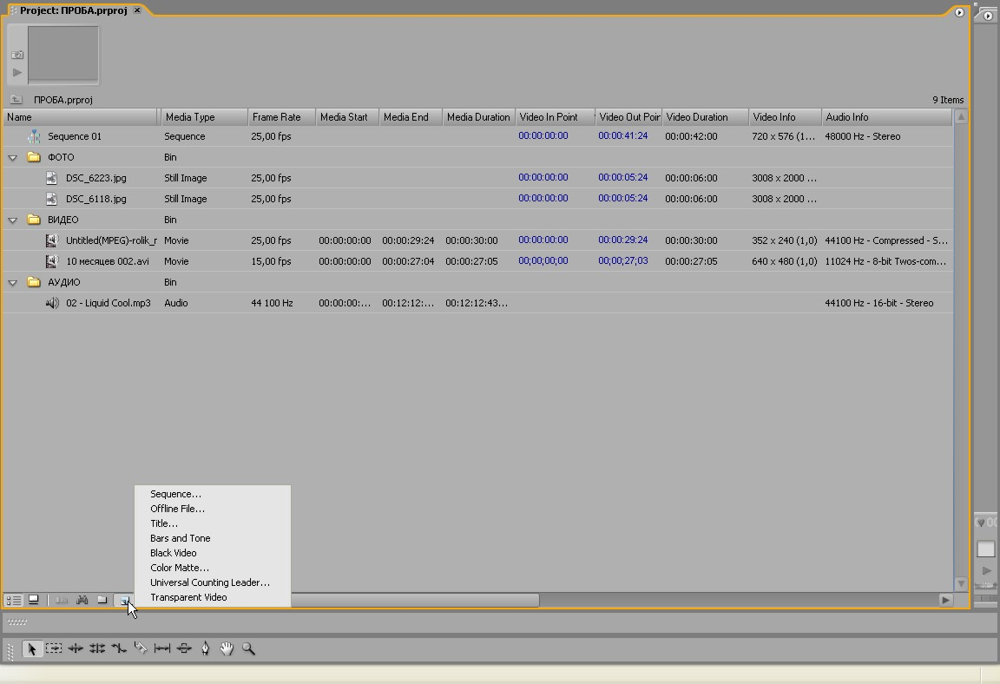 Project: ПРОБА.prproj
ПРОБА.prproj 9 Items
Name Media Type Frame Rate Media Start Media End Media Duration Video In Point Video Out Poin Video Duration Video Info Audio Info
Sequence 01 Sequence 25,00 fps 00:00:00:00 00:00:41:24 00:00:42:00 720 x 576 (1... 48000 Hz - Stereo
ФОТО Bin
DSC_6223.jpg Still Image 25,00 fps 00:00:00:00 00:00:05:24 00:00:06:00 3008 x 2000 ...
DSC_6118.jpg Still Image 25,00 fps 00:00:00:00 00:00:05:24 00:00:06:00 3008 x 2000 ...
ВИДЕО Bin
Untitled(MPEG)-rolik_r Movie 25,00 fps 00:00:00:00 00:00:29:24 00:00:30:00 00:00:00:00 00:00:29:24 00:00:30:00 352 x 240 (1,0) 44100 Hz - Compressed - S...
10 месяцев 002.avi Movie 15,00 fps 00:00:00:00 00:00:27:04 00:00:27:05 00;00;00;00 00;00;27;03 00:00:27:05 640 x 480 (1,0) 11024 Hz - 8-bit Twos-com...
АУДИО Bin
02 - Liquid Cool.mp3 Audio 44 100 Hz 00:00:00:... 00:12:12:... 00:12:12:43... 44100 Hz - 16-bit - Stereo
Sequence...
Offline File...
Title...
Bars and Tone
Black Video
Color Matte...
Universal Counting Leader...
Transparent Video